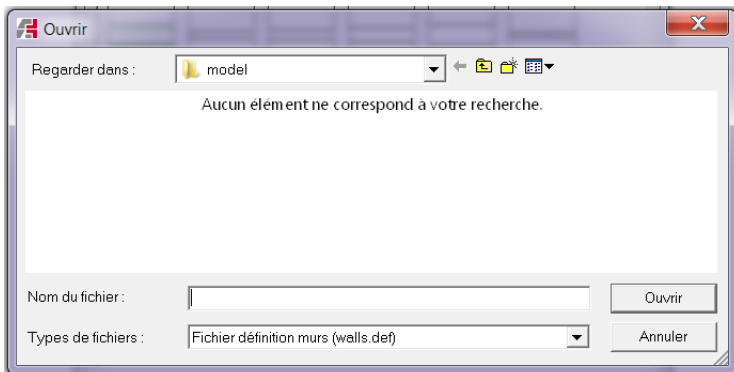 Ouvrir
Regarder dans :
model
Aucun élément ne correspond à votre recherche.
Nom du fichier :
Ouvrir
Types de fichiers :
Fichier définition murs (walls.def)
Annuler